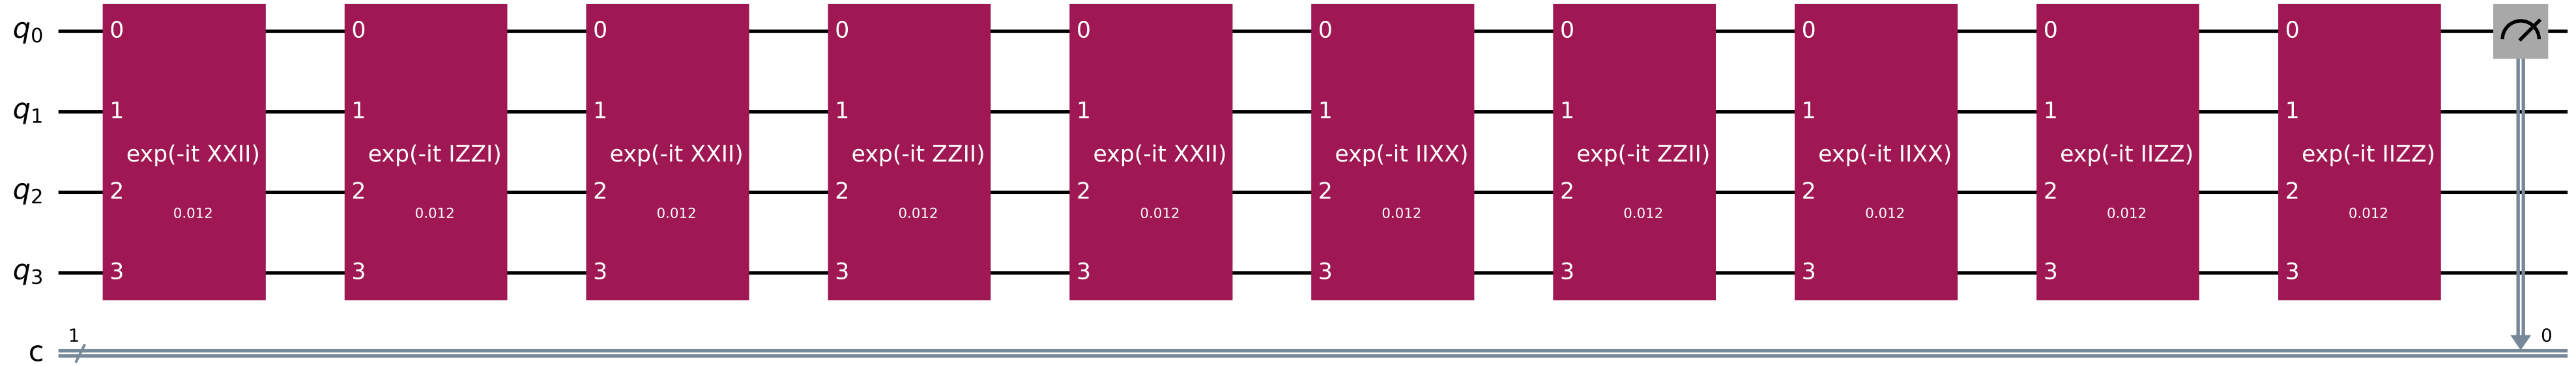 q0 0 0 0 0 0 0 0 0 0 0
q1 1 1 1 1 1 1 1 1 1 1
exp(-it XXII) exp(-it IZZI) exp(-it XXII) exp(-it ZZII) exp(-it XXII) exp(-it IIXX) exp(-it ZZII) exp(-it IIXX) exp(-it IIZZ) exp(-it IIZZ)
q2 2 2 2 2 2 2 2 2 2 2
0.012 0.012 0.012 0.012 0.012 0.012 0.012 0.012 0.012 0.012
q3 3 3 3 3 3 3 3 3 3 3
1 0
c